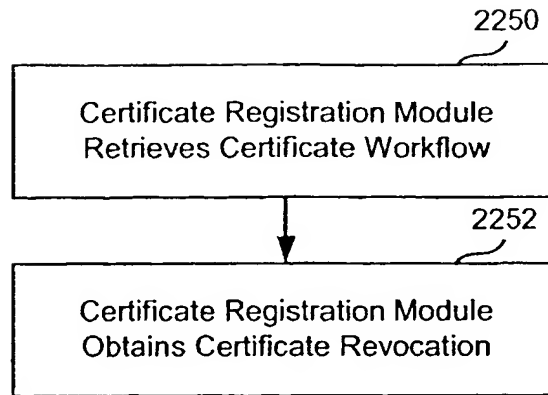 2250
Certificate Registration Module
Retrieves Certificate Workflow
2252
Certificate Registration Module
Obtains Certificate Revocation